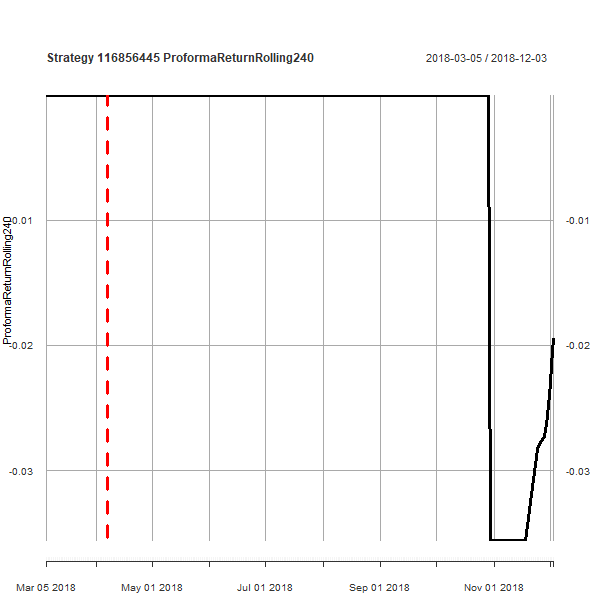 Strategy 116856445 ProformaReturnRolling240
2018-03-05 / 2018-12-03
ProformaReturnRolling240
-0.01 -0.01
-0.02 -0.02
-0.03 -0.03
Mar 05 2018 May 01 2018 Jul 01 2018 Sep 01 2018 Nov 01 2018